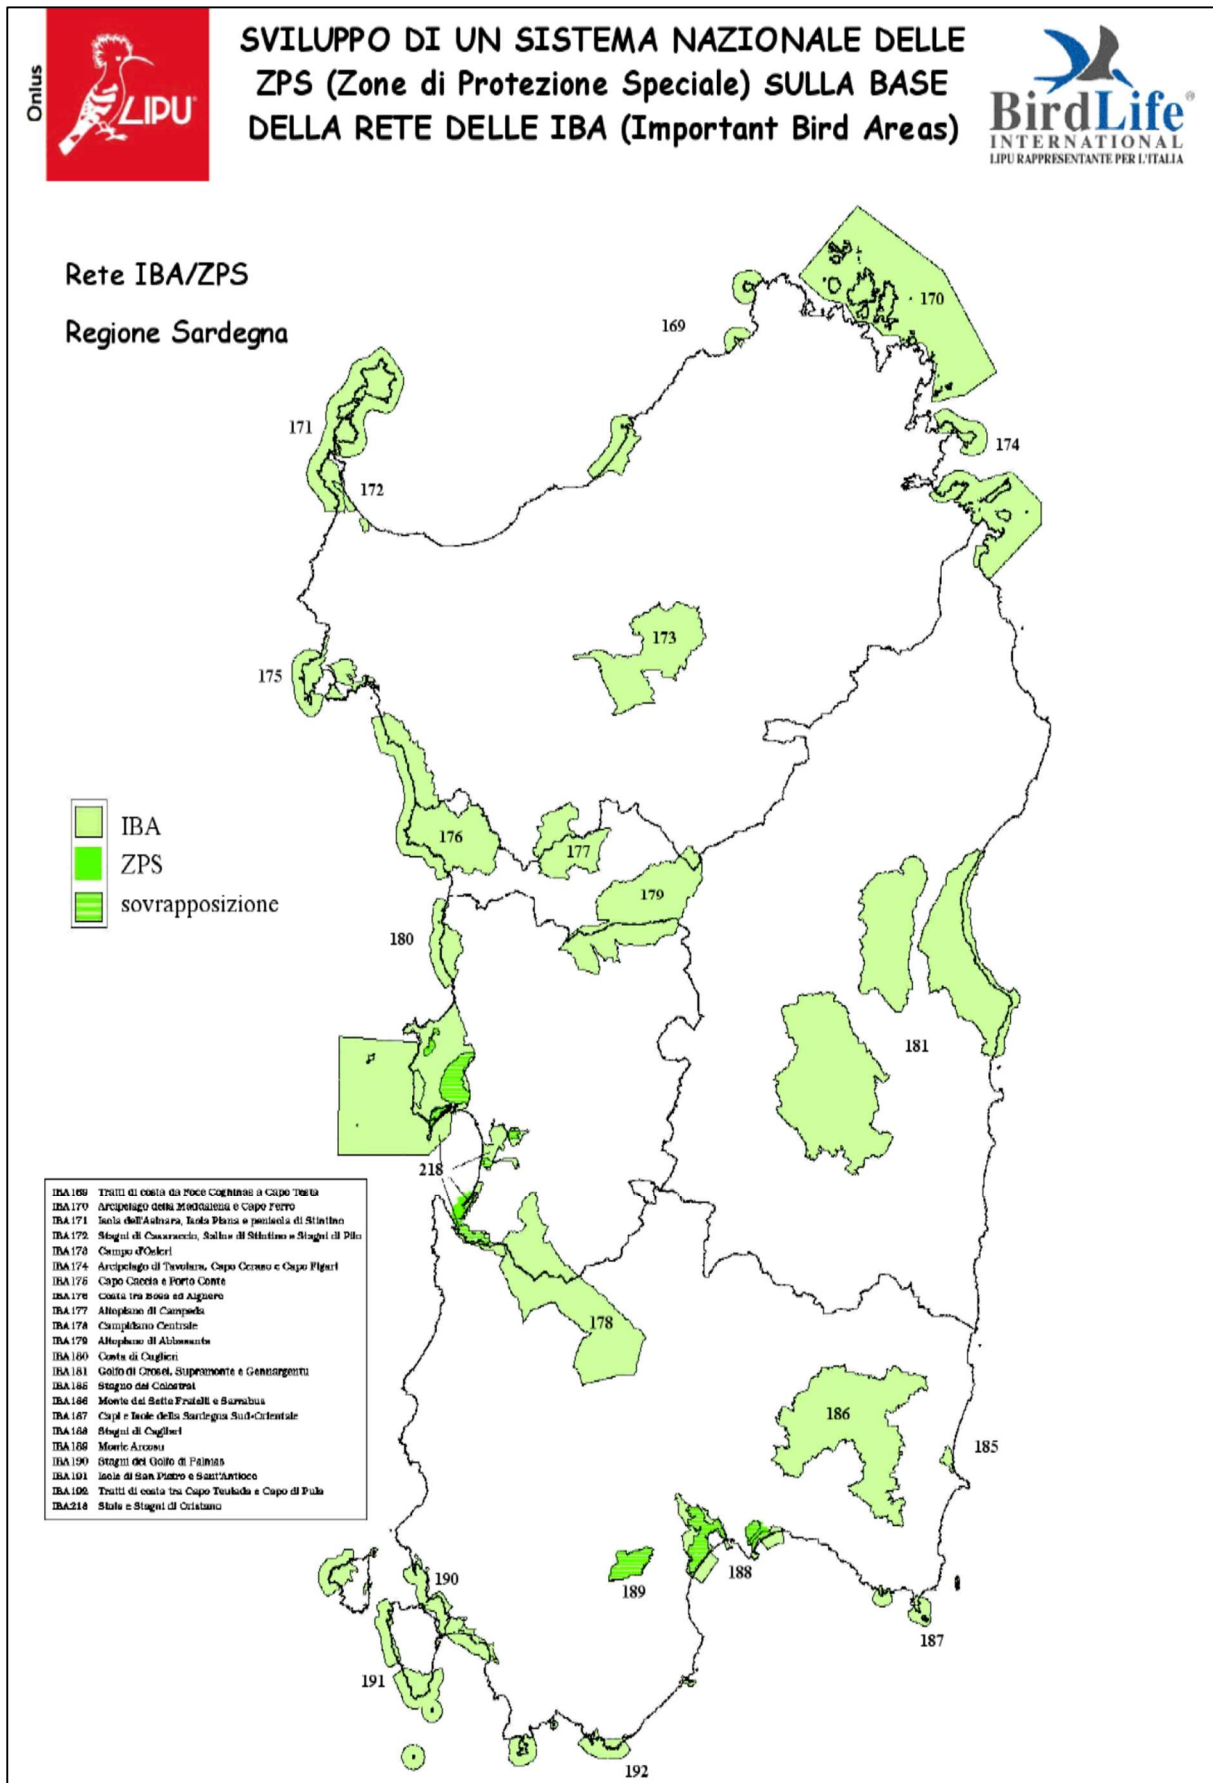 Onlus
LIPU
SVILUPPO DI UN SISTEMA NAZIONALE DELLE
ZPS (Zone di Protezione Speciale) SULLA BASE
DELLA RETE DELLE IBA (Important Bird Areas)
BirdLife®
INTERNATIONAL
LIPU RAPPRESENTANTE PER L'ITALIA
Rete IBA/ZPS
Regione Sardegna
170
169
171
174
172
173
175
IBA
ZPS
sovrapposizione
176
177
179
180
181
218
178
186
185
188
189
190
187
191
192
IBA169 Tratti di costa da Foce Coghinas a Capo Testa
IBA170 Arcipelago della Maddalena e Capo Ferro
IBA171 Isola dell'Asinara, Isola Piana e penisola di Stintino
IBA172 Stagni di Casaraccio, Saline di Stintino e Stagni di Pilo
IBA173 Campo d'Ozieri
IBA174 Arcipelago di Tavolara, Capo Ceraso e Capo Figari
IBA175 Capo Caccia e Porto Conte
IBA176 Costa tra Bosa ed Alghero
IBA177 Altopiano di Campeda
IBA178 Campidano Centrale
IBA179 Altopiano di Abbasanta
IBA180 Costa di Cuglieri
IBA181 Golfo di Orosei, Supramonte e Gennargentu
IBA185 Stagno dei Colostrai
IBA186 Monte dei Sette Fratelli e Sarrabus
IBA187 Capi e Isole della Sardegna Sud-Orientale
IBA188 Stagni di Cagliari
IBA189 Monte Arcosu
IBA190 Stagni del Golfo di Palmas
IBA191 Isole di San Pietro e Sant'Antioco
IBA192 Tratti di costa tra Capo Teulada e Capo di Pula
IBA218 Sinis e Stagni di Oristano